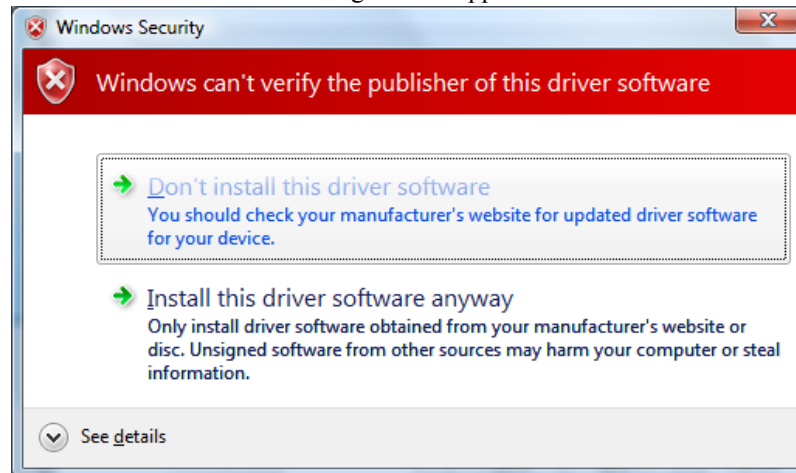 Windows Security
Windows can't verify the publisher of this driver software
Don't install this driver software
You should check your manufacturer's website for updated driver software
for your device.
Install this driver software anyway
Only install driver software obtained from your manufacturer's website or
disc. Unsigned software from other sources may harm your computer or steal
information.
See details